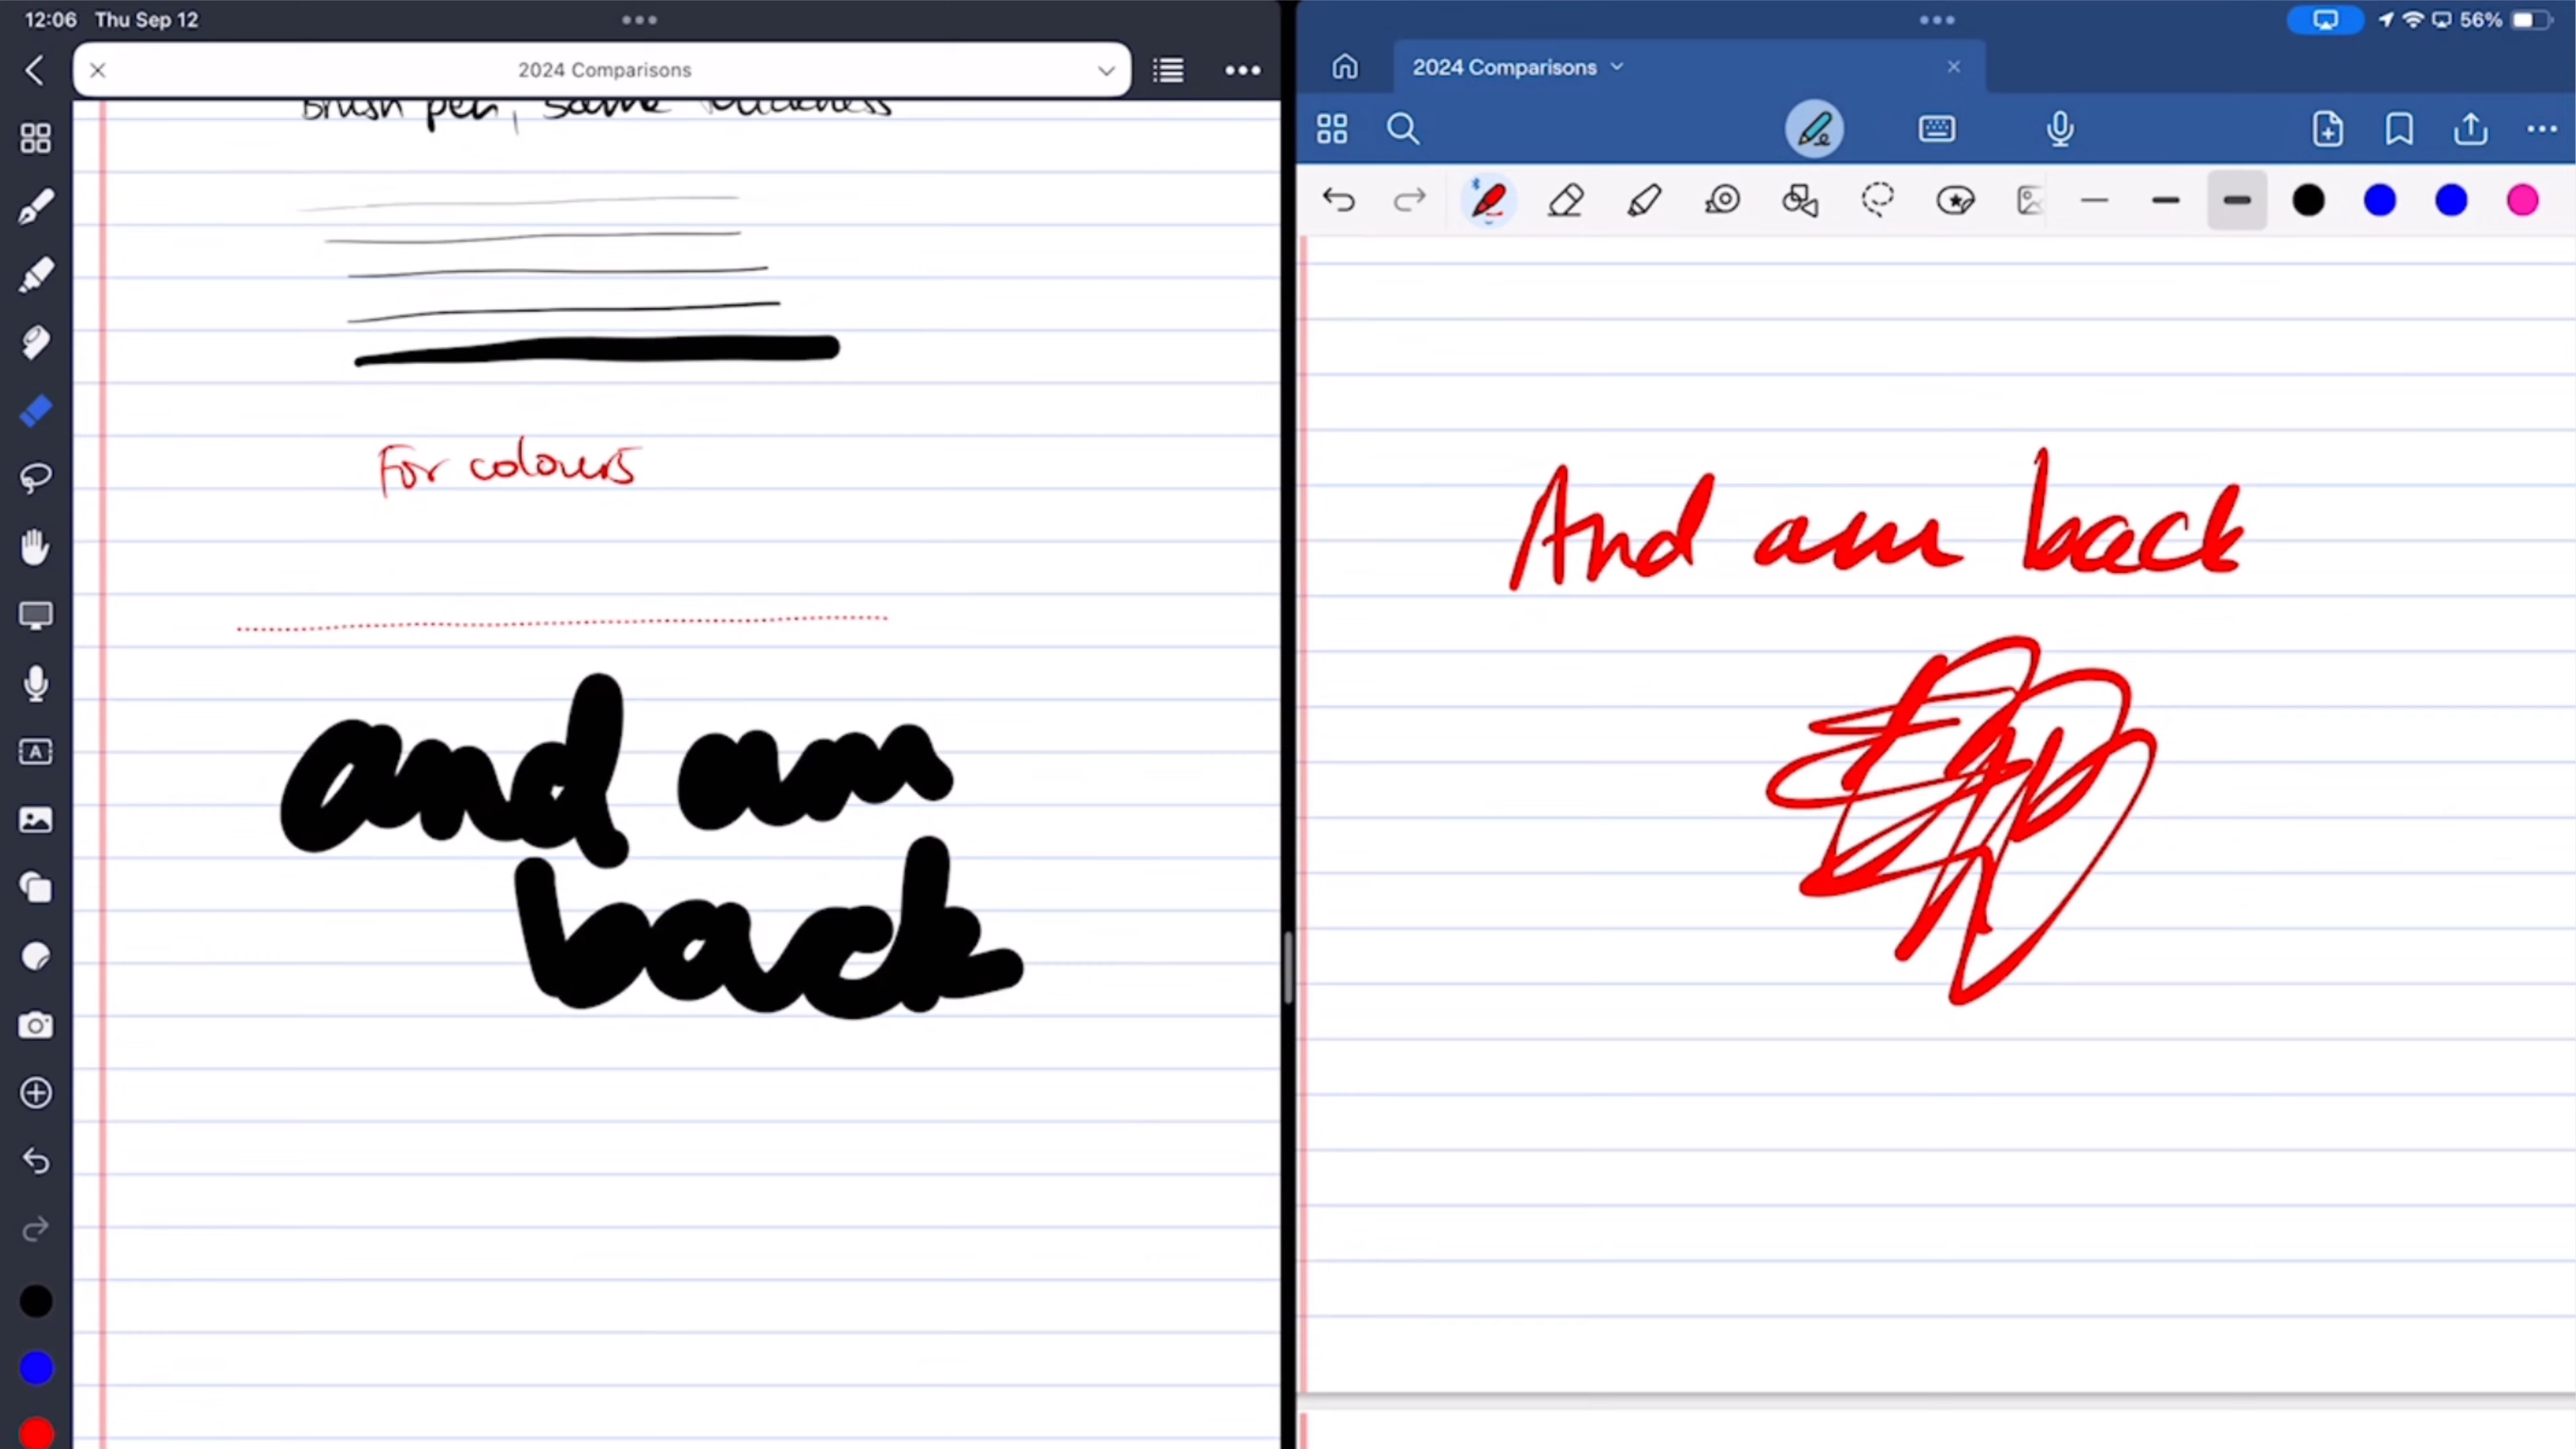 12:06 Thu Sep 12
56%
2024 Comparisons
2024 Comparisons
Brush pen, same thickness
For colours
and am
back
And am back
A